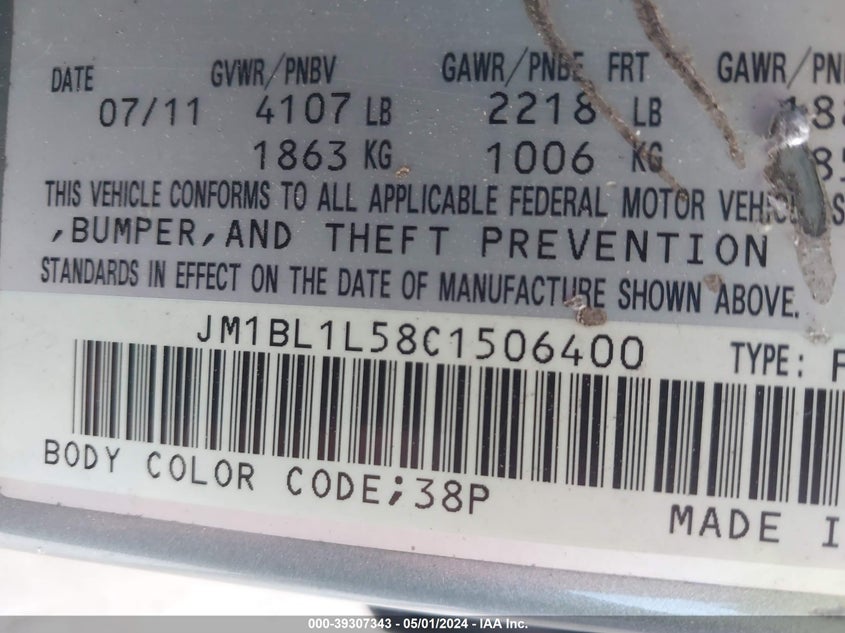 DATE GVWR/PNBV GAWR/PNBE FRT GAWR/PN
07/11 4107 LB 2218 LB
1863 KG 1006 KG
THIS VEHICLE CONFORMS TO ALL APPLICABLE FEDERAL MOTOR VEHIC S
,BUMPER,AND THEFT PREVENTION
STANDARDS IN EFFECT ON THE DATE OF MANUFACTURE SHOWN ABOVE.
JM1BL1L58C1506400 TYPE: F
BODY COLOR CODE;38P
MADE I
000-39307343 - 05/01/2024 - IAA Inc.